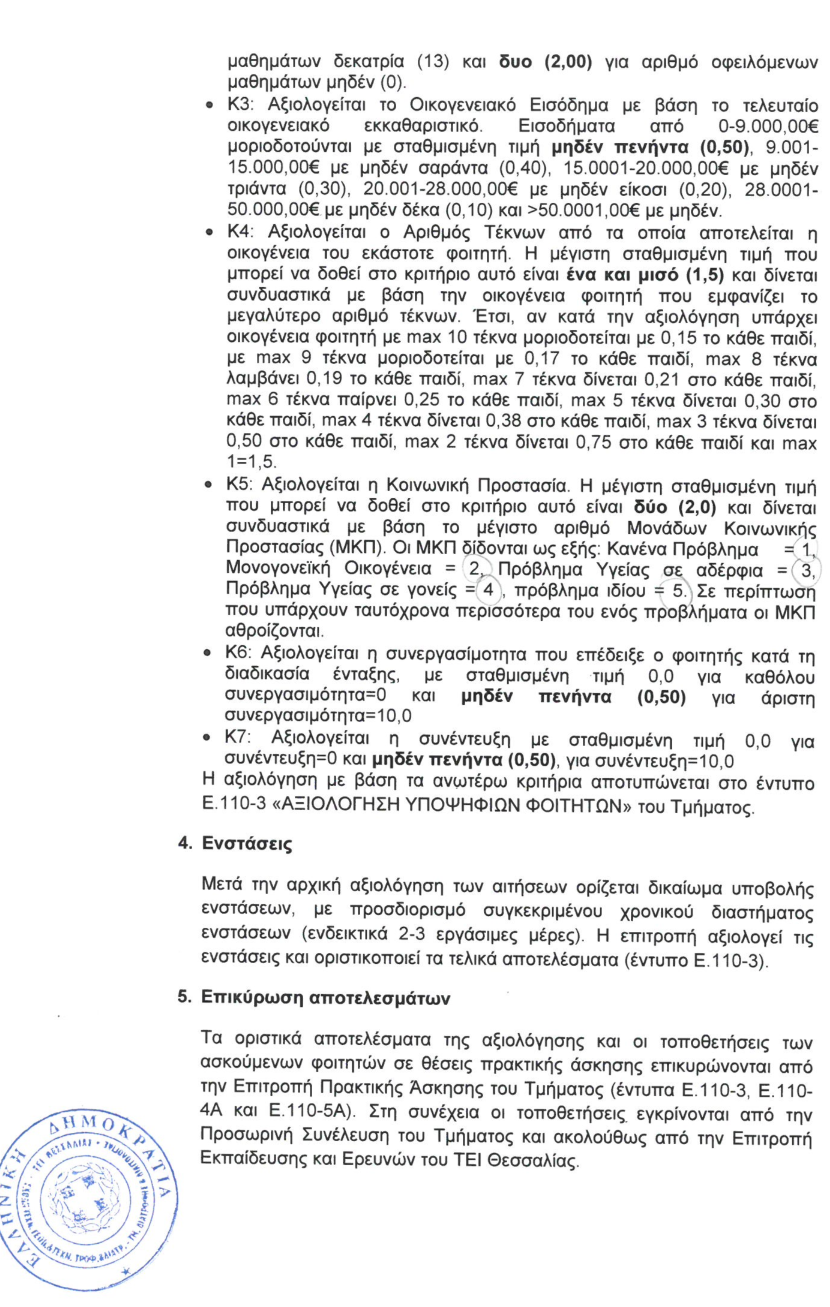 μαθημάτων δεκατρία (13) και δυο (2,00) για αριθμό οφειλόμενων
μαθημάτων μηδέν (0).
• Κ3: Αξιολογείται το Οικογενειακό Εισόδημα με βάση το τελευταίο
οικογενειακό εκκαθαριστικό. Εισοδήματα από 0-9.000,00€
μοριοδοτούνται με σταθμισμένη τιμή μηδέν πενήντα (0,50), 9.001-
15.000,00€ με μηδέν σαράντα (0,40), 15.0001-20.000,00€ με μηδέν
τριάντα (0,30), 20.001-28.000,00€ με μηδέν είκοσι (0,20), 28.0001-
50.000,00€ με μηδέν δέκα (0,10) και >50.0001,00€ με μηδέν.
• Κ4: Αξιολογείται ο Αριθμός Τέκνων από τα οποία αποτελείται η
οικογένεια του εκάστοτε φοιτητή. Η μέγιστη σταθμισμένη τιμή που
μπορεί να δοθεί στο κριτήριο αυτό είναι ένα και μισό (1,5) και δίνεται
συνδυαστικά με βάση την οικογένεια φοιτητή που εμφανίζει το
μεγαλύτερο αριθμό τέκνων. Έτσι, αν κατά την αξιολόγηση υπάρχει
οικογένεια φοιτητή με max 10 τέκνα μοριοδοτείται με 0,15 το κάθε παιδί,
με max 9 τέκνα μοριοδοτείται με 0,17 το κάθε παιδί, max 8 τέκνα
λαμβάνει 0,19 το κάθε παιδί, max 7 τέκνα δίνεται 0,21 στο κάθε παιδί,
max 6 τέκνα παίρνει 0,25 το κάθε παιδί, max 5 τέκνα δίνεται 0,30 στο
κάθε παιδί, max 4 τέκνα δίνεται 0,38 στο κάθε παιδί, max 3 τέκνα δίνεται
0,50 στο κάθε παιδί, max 2 τέκνα δίνεται 0,75 στο κάθε παιδί και max
1=1,5.
• Κ5: Αξιολογείται η Κοινωνική Προστασία. Η μέγιστη σταθμισμένη τιμή
που μπορεί να δοθεί στο κριτήριο αυτό είναι δύο (2,0) και δίνεται
συνδυαστικά με βάση το μέγιστο αριθμό Μονάδων Κοινωνικής
Προστασίας (ΜΚΠ). Οι ΜΚΠ δίδονται ως εξής: Κανένα Πρόβλημα = 1,
Μονογονεϊκή Οικογένεια = 2, Πρόβλημα Υγείας σε αδέρφια = 3,
Πρόβλημα Υγείας σε γονείς = 4 , πρόβλημα ιδίου = 5. Σε περίπτωση
που υπάρχουν ταυτόχρονα περισσότερα του ενός προβλήματα οι ΜΚΠ
αθροίζονται.
• Κ6: Αξιολογείται η συνεργασίμοτητα που επέδειξε ο φοιτητής κατά τη
διαδικασία ένταξης, με σταθμισμένη τιμή 0,0 για καθόλου
συνεργασιμότητα=0 και μηδέν πενήντα (0,50) για άριστη
συνεργασιμότητα=10,0
• Κ7: Αξιολογείται η συνέντευξη με σταθμισμένη τιμή 0,0 για
συνέντευξη=0 και μηδέν πενήντα (0,50), για συνέντευξη=10,0
Η αξιολόγηση με βάση τα ανωτέρω κριτήρια αποτυπώνεται στο έντυπο
Ε.110-3 «ΑΞΙΟΛΟΓΗΣΗ ΥΠΟΨΗΦΙΩΝ ΦΟΙΤΗΤΩΝ» του Τμήματος.
4. Ενστάσεις
Μετά την αρχική αξιολόγηση των αιτήσεων ορίζεται δικαίωμα υποβολής
ενστάσεων, με προσδιορισμό συγκεκριμένου χρονικού διαστήματος
ενστάσεων (ενδεικτικά 2-3 εργάσιμες μέρες). Η επιτροπή αξιολογεί τις
ενστάσεις και οριστικοποιεί τα τελικά αποτελέσματα (έντυπο Ε.110-3).
5. Επικύρωση αποτελεσμάτων
Τα οριστικά αποτελέσματα της αξιολόγησης και οι τοποθετήσεις των
ασκούμενων φοιτητών σε θέσεις πρακτικής άσκησης επικυρώνονται από
την Επιτροπή Πρακτικής Άσκησης του Τμήματος (έντυπα Ε.110-3, Ε.110-
4Α και Ε.110-5Α). Στη συνέχεια οι τοποθετήσεις εγκρίνονται από την
Προσωρινή Συνέλευση του Τμήματος και ακολούθως από την Επιτροπή
Εκπαίδευσης και Ερευνών του ΤΕΙ Θεσσαλίας.
ΕΛΛΗΝΙΚΗ ΔΗΜΟΚΡΑΤΙΑ